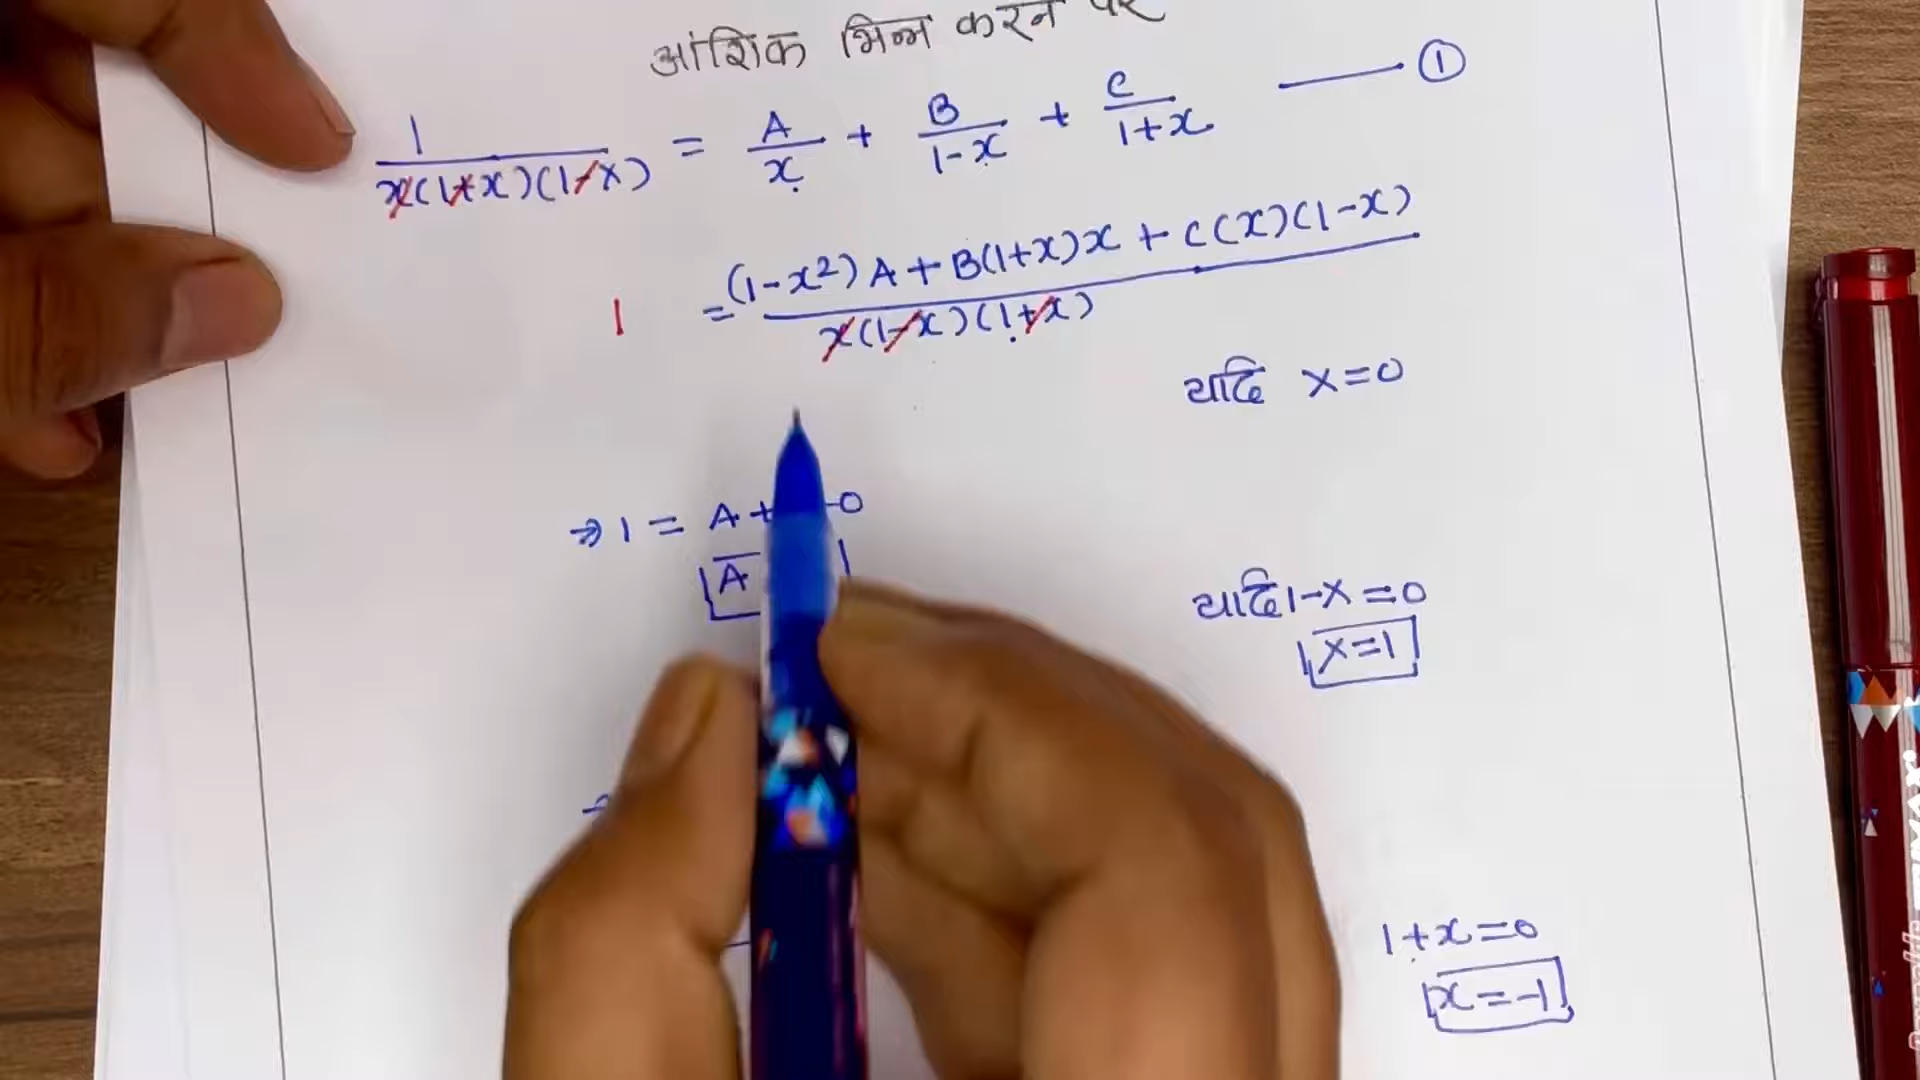 आंशिक भिन्न करने पर
1/x(1+x)(1-x) = A/x + B/1-x + C/1+x ——— ①
1 = (1-x²)A + B(1+x)x + C(x)(1-x)/x(1-x)(1+x)
यदि x=0
⇒ 1 = A+ 0
A
यदि 1-x=0
x=1
1+x=0
x=-1